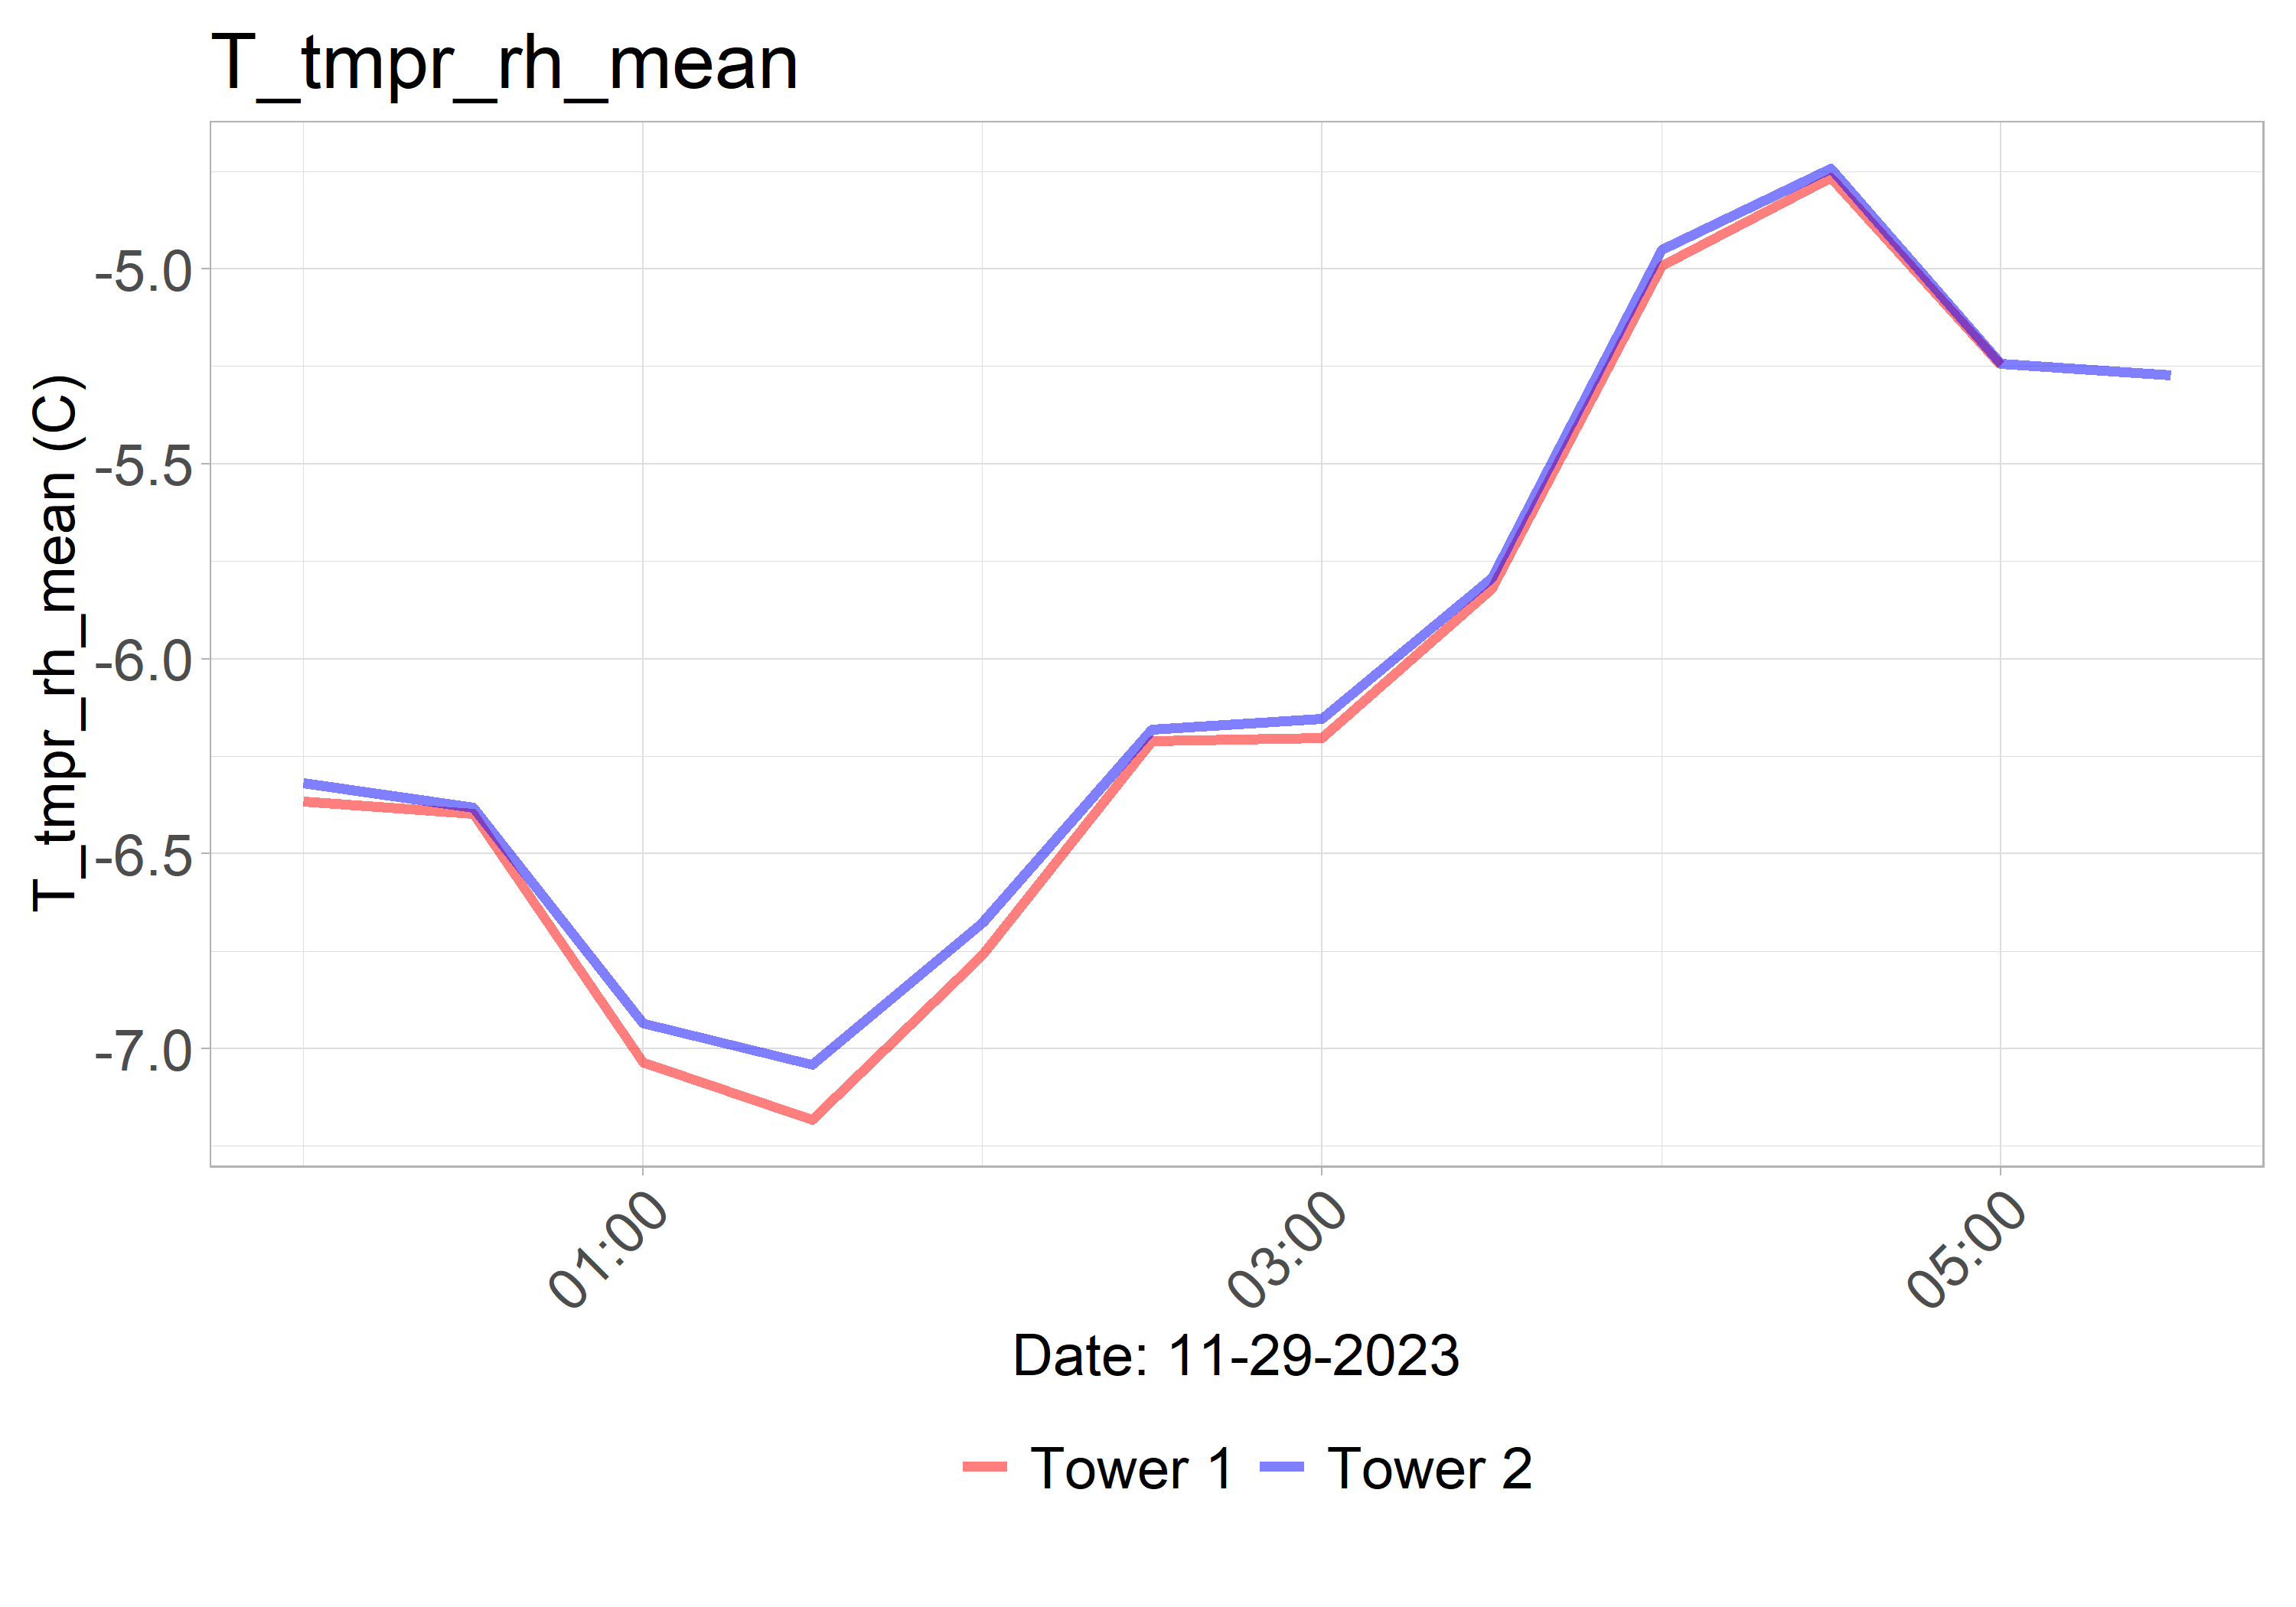 T_tmpr_rh_mean
T_tmpr_rh_mean (C)
-5.0
-5.5
-6.0
-6.5
-7.0
01:00
03:00
05:00
Date: 11-29-2023
Tower 1
Tower 2